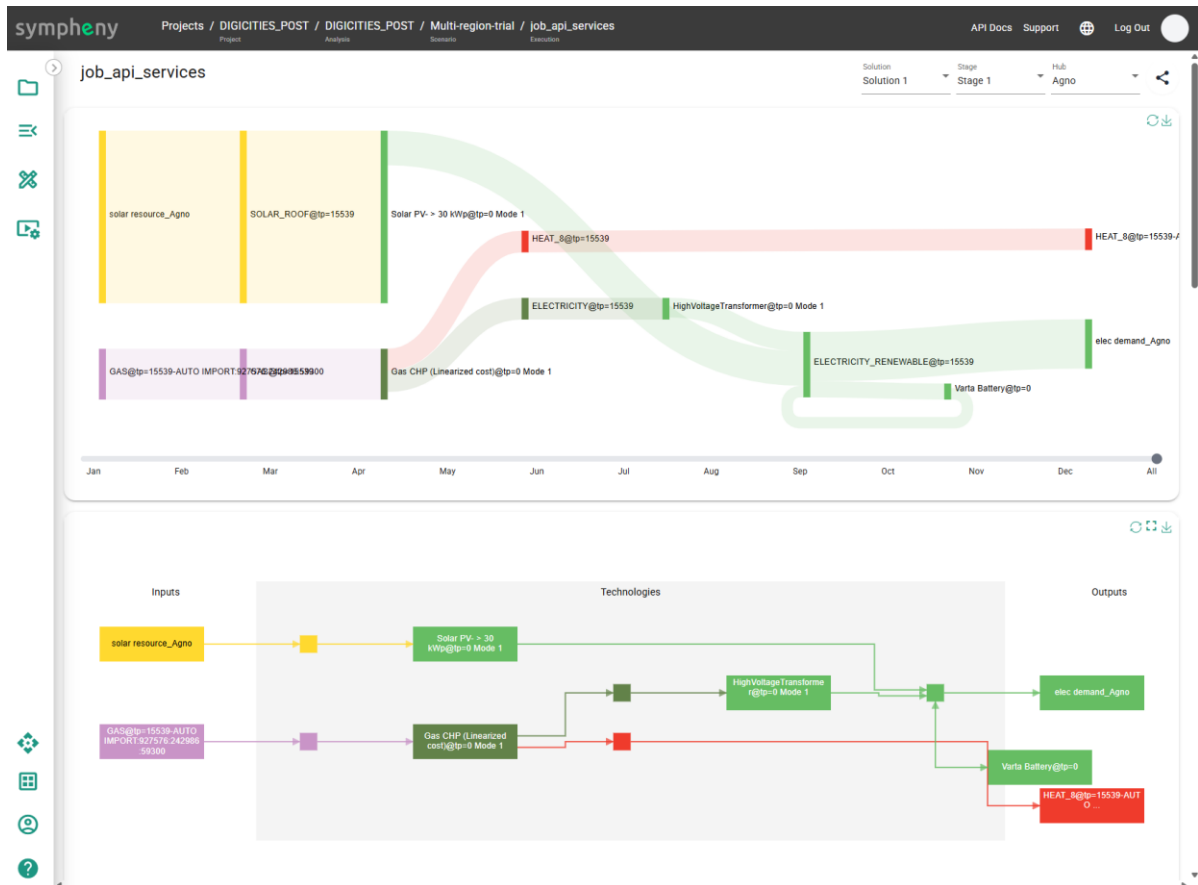 sympheny
Projects / DIGICITIES_POST / DIGICITIES_POST / Multi-region-trial / job_api_services
Project Analysis Scenario Execution
API Docs Support Log Out
job_api_services
Solution Stage Hub
Solution 1 Stage 1 Agno
solar resource_Agno
SOLAR_ROOF@tp=15539
Solar PV- > 30 kWp@tp=0 Mode 1
HEAT_8@tp=15539
HEAT_8@tp=15539-A
ELECTRICITY@tp=15539
HighVoltageTransformer@tp=0 Mode 1
elec demand_Agno
ELECTRICITY_RENEWABLE@tp=15539
GAS@tp=15539-AUTO IMPORT:
Gas CHP (Linearized cost)@tp=0 Mode 1
Varta Battery@tp=0
Jan Feb Mar Apr May Jun Jul Aug Sep Oct Nov Dec All
Inputs Technologies Outputs
solar resource_Agno
Solar PV- > 30
kWp@tp=0 Mode 1
HighVoltageTransforme
r@tp=0 Mode 1
elec demand_Agno
GAS@tp=15539-AUTO
IMPORT:927576:242986
:59300
Gas CHP (Linearized
cost)@tp=0 Mode 1
Varta Battery@tp=0
HEAT_8@tp=15539-AUT
O ...